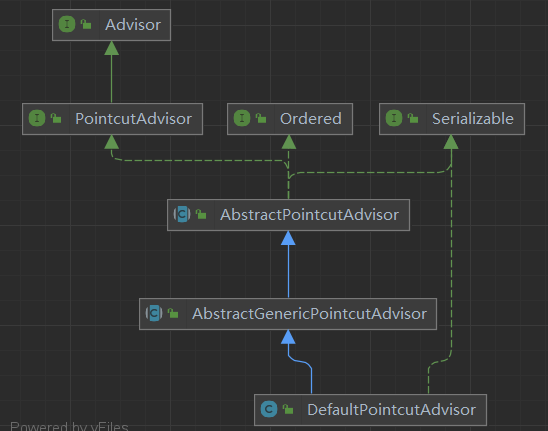 Advisor
PointcutAdvisor
Ordered
Serializable
AbstractPointcutAdvisor
AbstractGenericPointcutAdvisor
DefaultPointcutAdvisor
Powered by yFiles